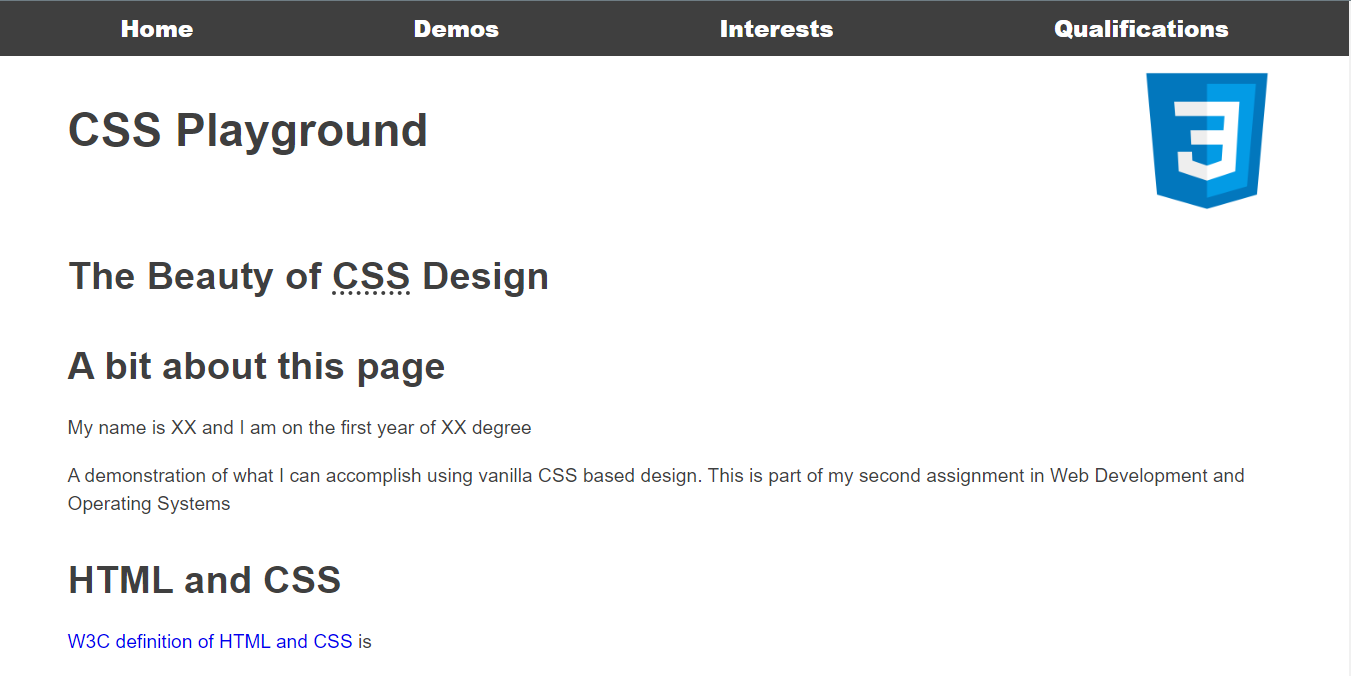 Home Demos Interests Qualifications
CSS Playground
3
The Beauty of CSS Design
A bit about this page
My name is XX and I am on the first year of XX degree
A demonstration of what I can accomplish using vanilla CSS based design. This is part of my second assignment in Web Development and
Operating Systems
HTML and CSS
W3C definition of HTML and CSS is